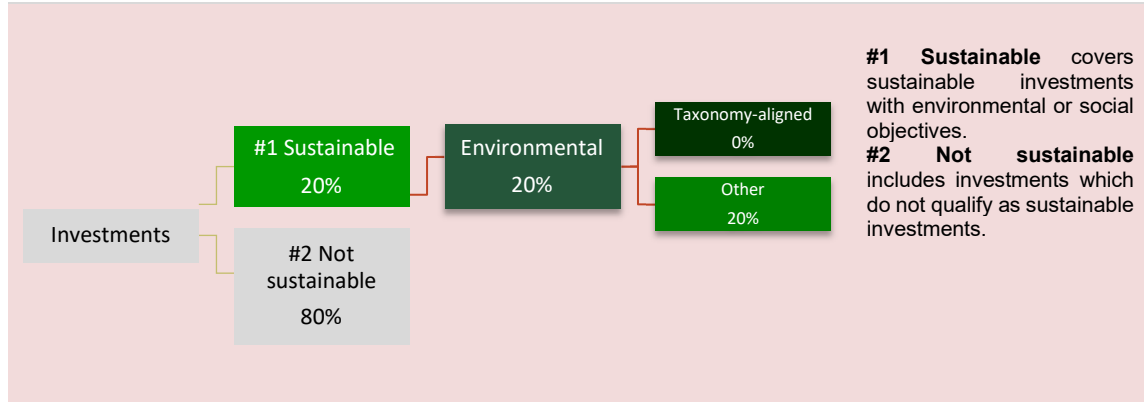 Investments
#1 Sustainable
20%
#2 Not
sustainable
80%
Environmental
20%
Taxonomy-aligned
0%
Other
20%
#1 Sustainable covers
sustainable investments
with environmental or social
objectives.
#2 Not sustainable
includes investments which
do not qualify as sustainable
investments.